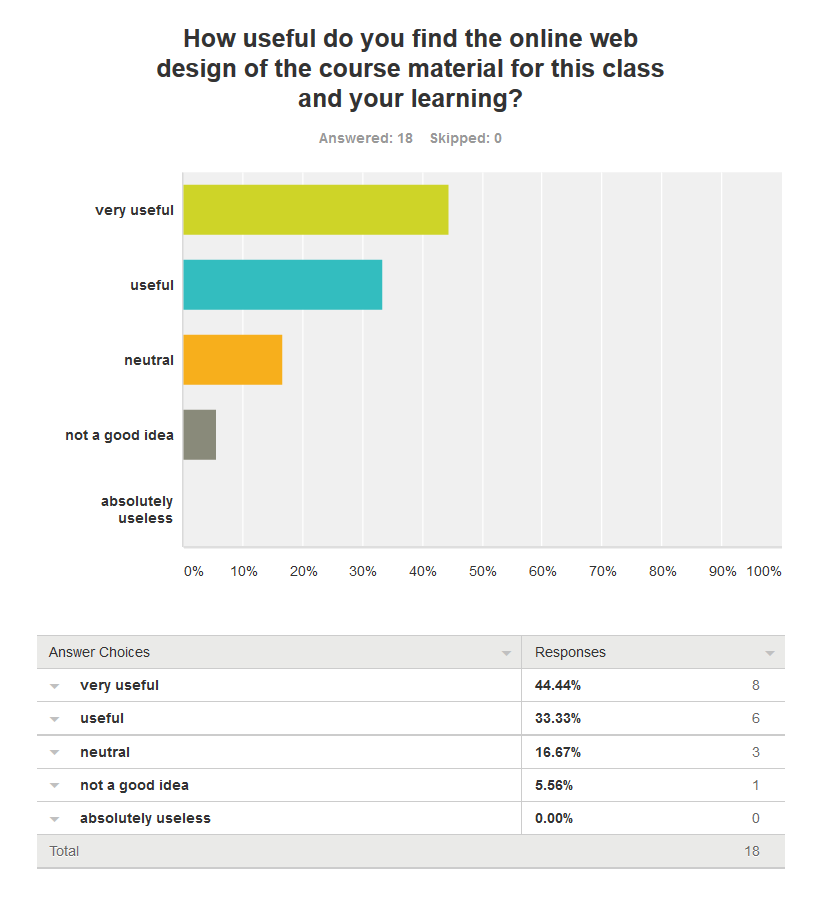 How useful do you find the online web
design of the course material for this class
and your learning?
Answered: 18 Skipped: 0
very useful
useful
neutral
not a good idea
absolutely
useless
0% 10% 20% 30% 40% 50% 60% 70% 80% 90% 100%
Answer Choices Responses
very useful 44.44% 8
useful 33.33% 6
neutral 16.67% 3
not a good idea 5.56% 1
absolutely useless 0.00% 0
Total 18